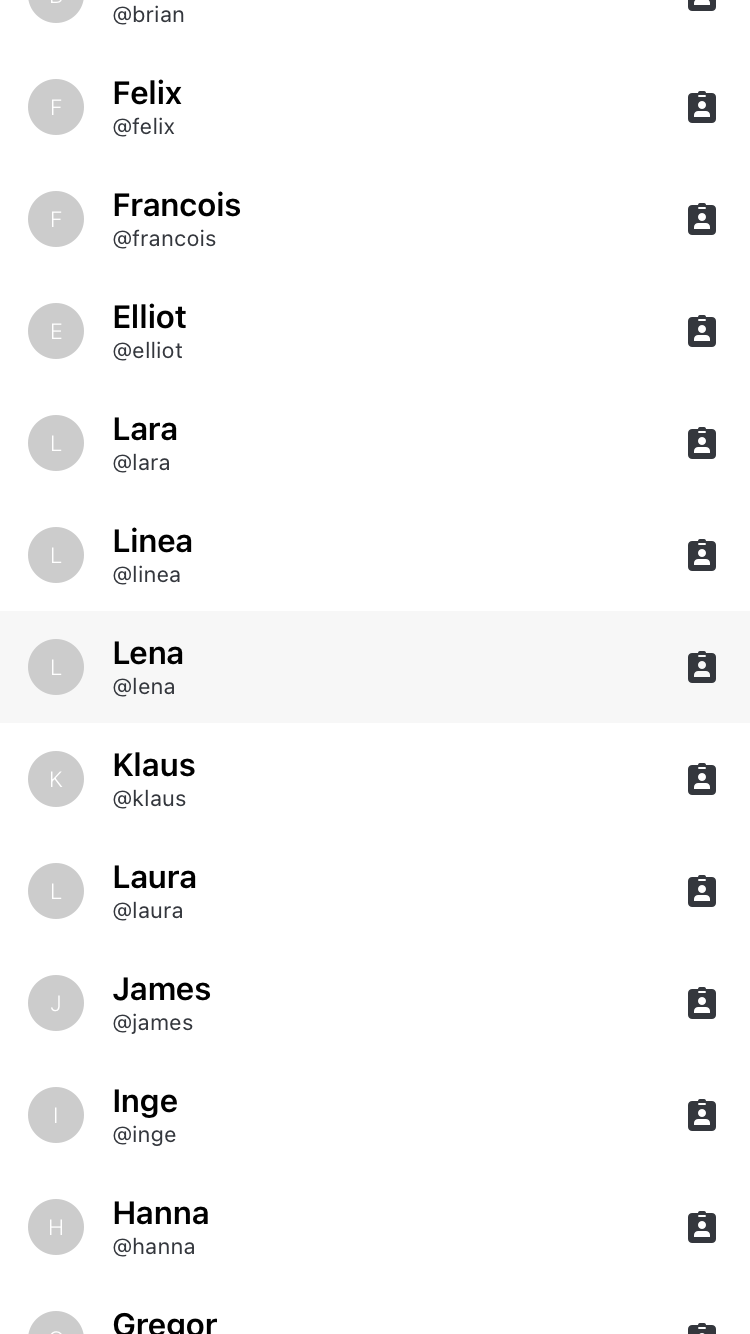 @brian
F
Felix
@felix
F
Francois
@francois
E
Elliot
@elliot
L
Lara
@lara
L
Linea
@linea
L
Lena
@lena
K
Klaus
@klaus
L
Laura
@laura
J
James
@james
I
Inge
@inge
H
Hanna
@hanna
Gregor